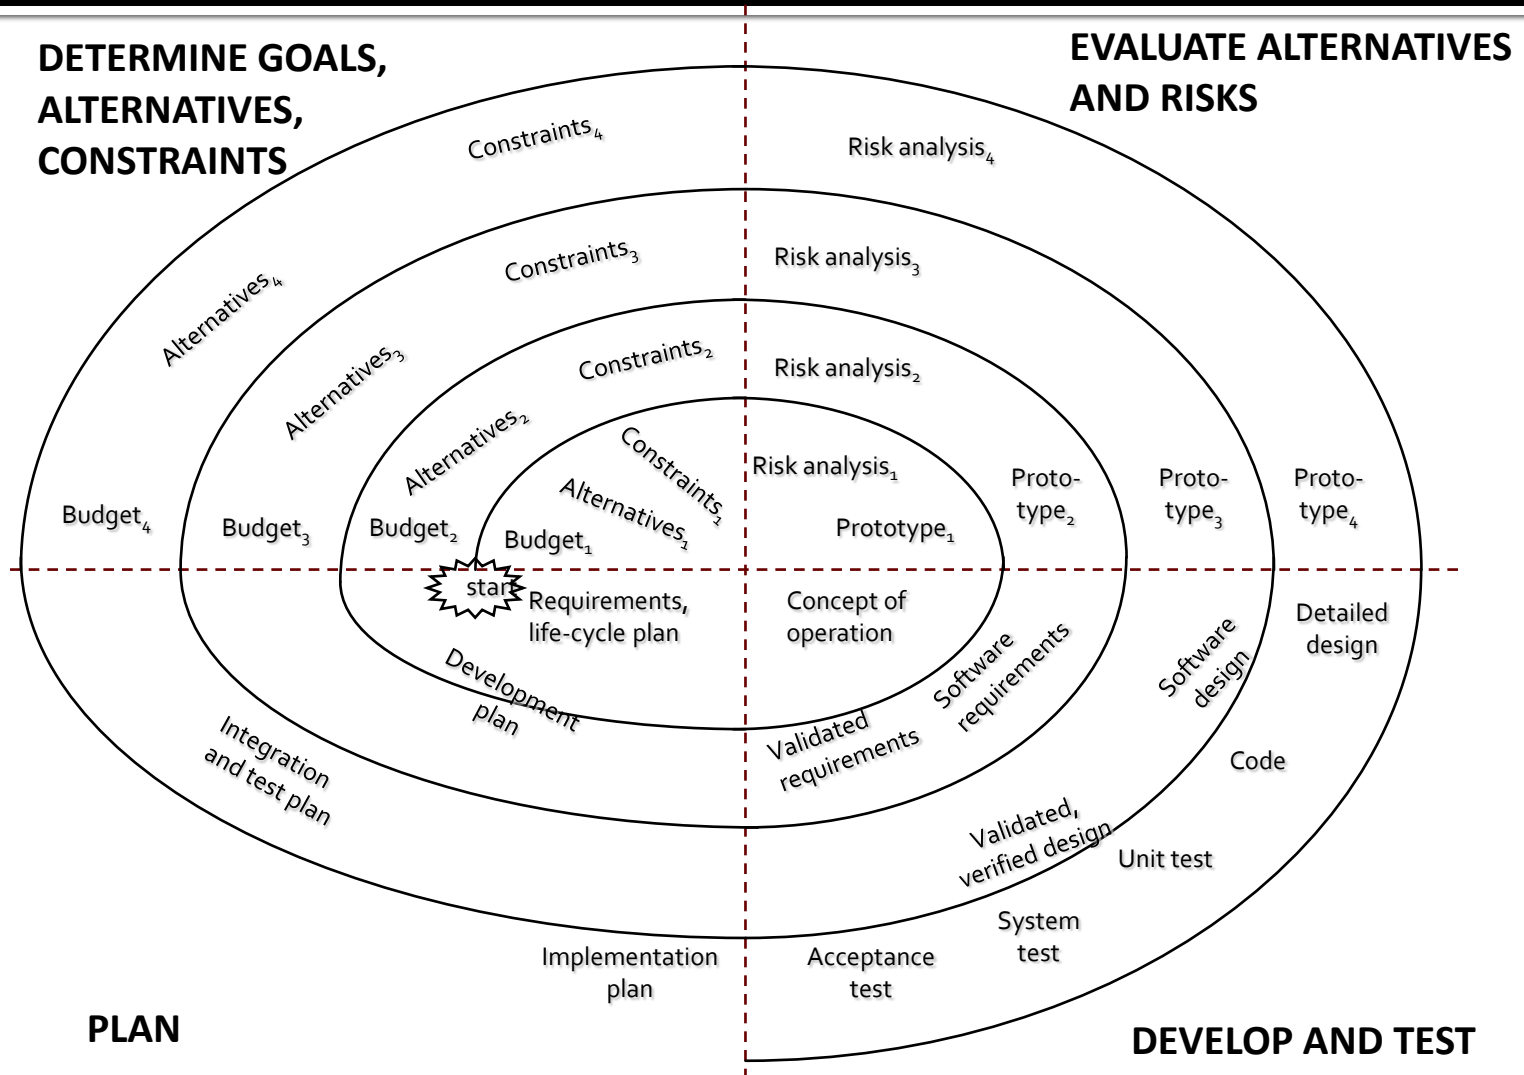 DETERMINE GOALS,
ALTERNATIVES,
CONSTRAINTS
EVALUATE ALTERNATIVES
AND RISKS
Constraints₄
Risk analysis₄
Alternatives₄
Constraints₃
Risk analysis₃
Alternatives₃
Constraints₂
Risk analysis₂
Alternatives₂
Constraints₁
Risk analysis₁
Alternatives₁
Budget₄
Budget₃
Budget₂
Budget₁
Prototype₁
Proto-
type₂
Proto-
type₃
Proto-
type₄
start
Requirements,
life-cycle plan
Concept of
operation
Development
plan
Integration
and test plan
Implementation
plan
Software
requirements
Validated
requirements
Software
design
Validated,
verified design
Detailed
design
Code
Unit test
System
test
Acceptance
test
PLAN
DEVELOP AND TEST